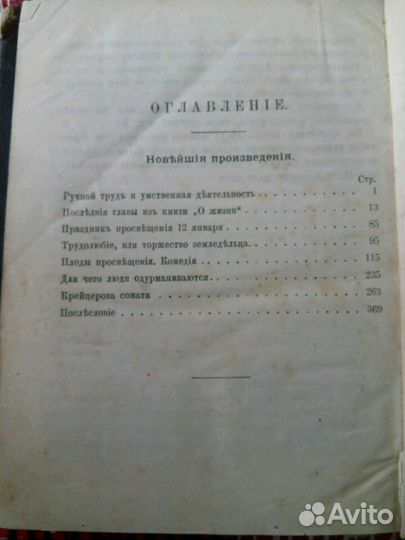 ОГЛАВЛЕНІЕ.
Новѣйшія произведенія.
Стр.
Ручной трудъ и умственная дѣятельность . . . . . . . . . . . 1
Послѣднія главы изъ книги „О жизни“ . . . . . . . . . . . . 13
Праздник просвѣщенія 12 января . . . . . . . . . . . . . . 85
Трудолюбіе, или торжество земледѣльца. . . . . . . . . . . . 95
Плоды просвѣщенія. Комедія . . . . . . . . . . . . . . . . 115
Для чего люди одурманиваются . . . . . . . . . . . . . . . 235
Крейцерова соната . . . . . . . . . . . . . . . . . . . . 263
Послѣсловіе . . . . . . . . . . . . . . . . . . . . . . . 369
Avito